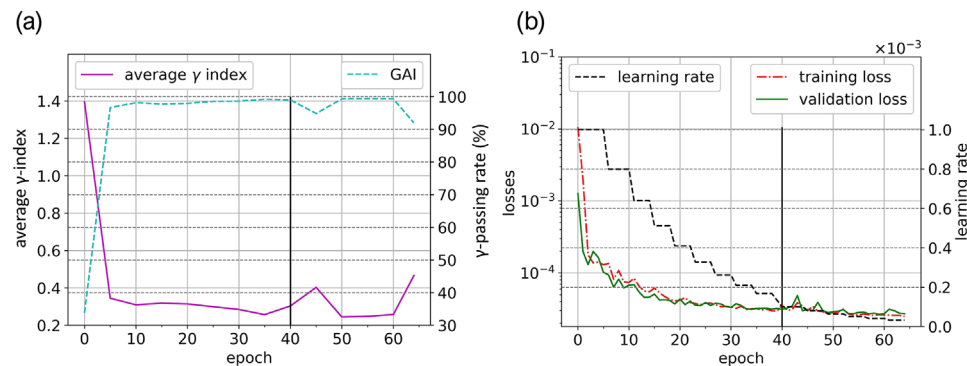 (a)
average γ index
GAI
average γ-index
1.4
1.2
1.0
0.8
0.6
0.4
0.2
100
90
80
70
60
50
40
30
γ-passing rate (%)
0 10 20 30 40 50 60
epoch
(b)
×10⁻³
learning rate
training loss
validation loss
losses
10⁻¹
10⁻²
10⁻³
10⁻⁴
1.0
0.8
0.6
0.4
0.2
0.0
learning rate
0 10 20 30 40 50 60
epoch